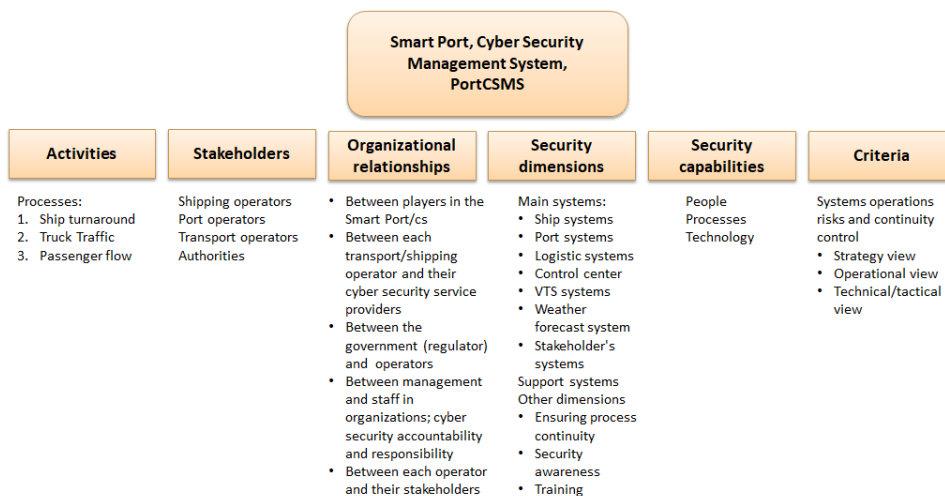 Smart Port, Cyber Security
Management System,
PortCSMS
Activities
Processes:
1. Ship turnaround
2. Truck Traffic
3. Passenger flow
Stakeholders
Shipping operators
Port operators
Transport operators
Authorities
Organizational
relationships
• Between players in the
Smart Port/cs
• Between each
transport/shipping
operator and their
cyber security service
providers
• Between the
government (regulator)
and operators
• Between management
and staff in
organizations; cyber
security accountability
and responsibility
• Between each operator
and their stakeholders
Security
dimensions
Main systems:
• Ship systems
• Port systems
• Logistic systems
• Control center
• VTS systems
• Weather
forecast system
• Stakeholder's
systems
Support systems
Other dimensions
• Ensuring process
continuity
• Security
awareness
• Training
Security
capabilities
People
Processes
Technology
Criteria
Systems operations
risks and continuity
control
• Strategy view
• Operational view
• Technical/tactical
view